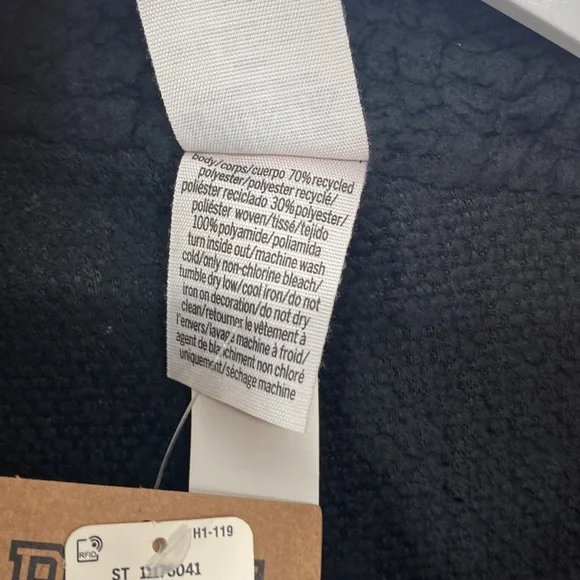 body/corps/cuerpo 70% recycled
polyester/polyester recyclé/
poliéster reciclado 30% polyester/
poliéster woven/tissé/tejido
100% polyamide/poliamida
turn inside out/machine wash
cold/only non-chlorine bleach/
tumble dry low/cool iron/do not
iron on decoration/do not dry
clean/retourner le vêtement à
l'envers/lavage machine à froid/
agent de blanchiment non chloré
uniquement/séchage machine
RFID
H1-119
ST